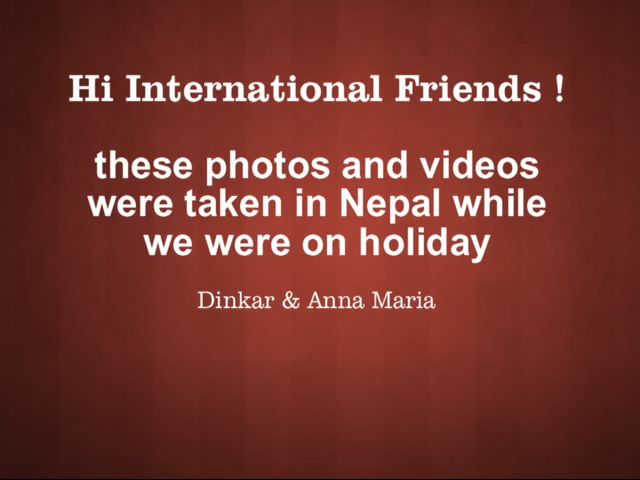 Hi International Friends !
these photos and videos
were taken in Nepal while
we were on holiday
Dinkar & Anna Maria